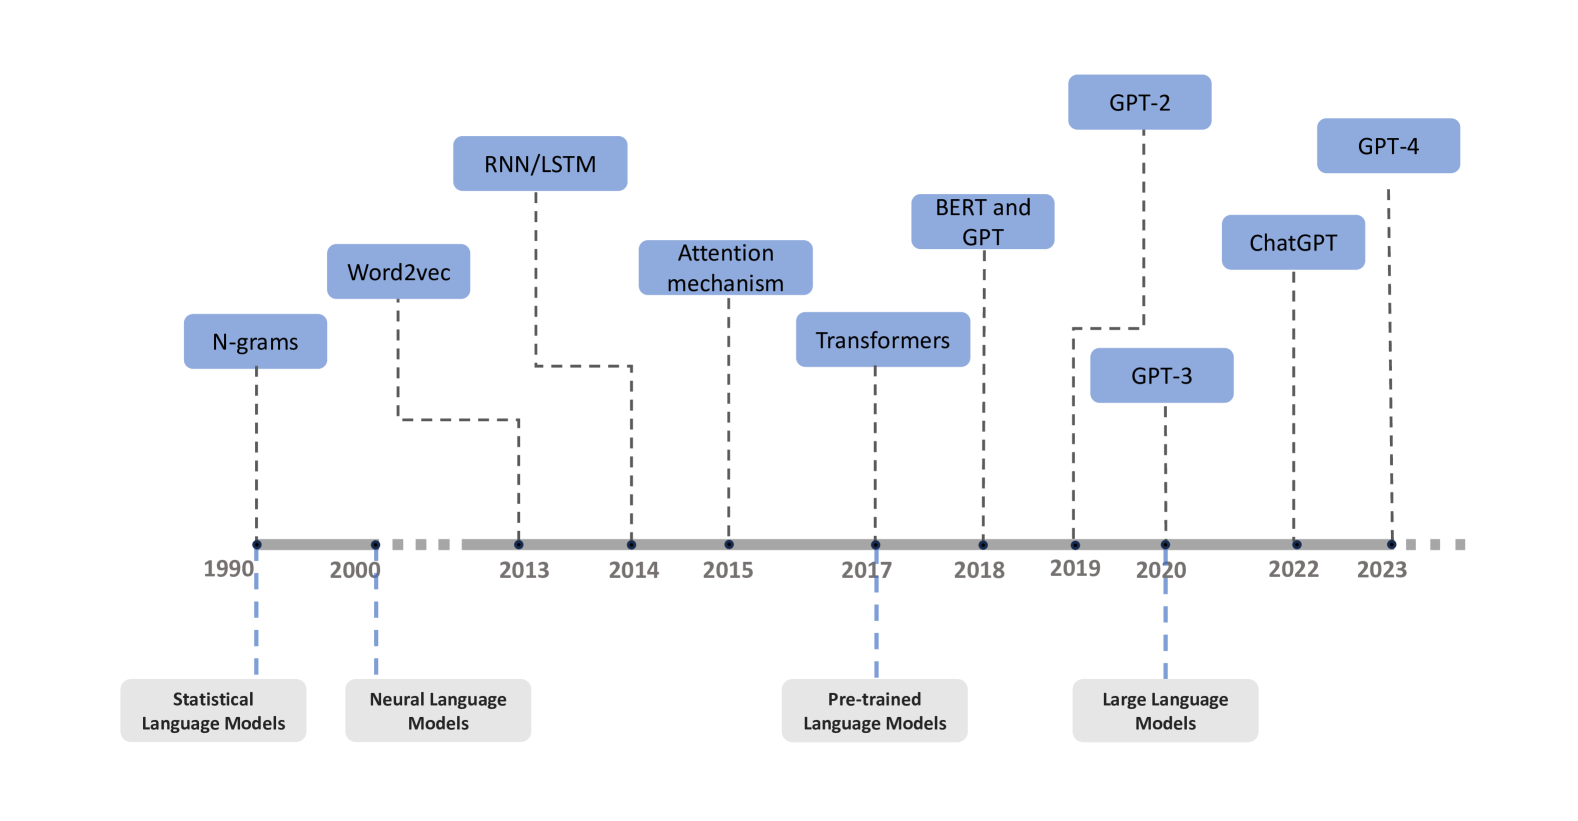 GPT-2
GPT-4
RNN/LSTM
BERT and
GPT
ChatGPT
Attention
mechanism
Word2vec
N-grams
Transformers
GPT-3
1990
2000
2013
2014
2015
2017
2018
2019
2020
2022
2023
Statistical
Language Models
Neural Language
Models
Pre-trained
Language Models
Large Language
Models